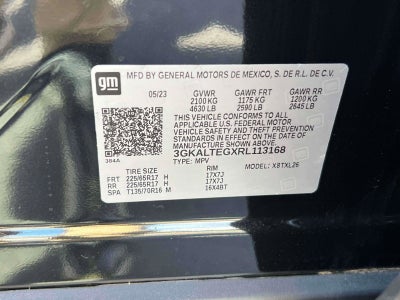 gm
MFD BY GENERAL MOTORS DE MEXICO, S. DE R.L. DE C.V.
05/23 GVWR GAWR FRT GAWR RR
2100 KG 1175 KG 1200 KG
4630 LB 2590 LB 2645 LB
THIS VEHICLE CONFORMS TO ALL
APPLICABLE U.S. FEDERAL MOTOR
VEHICLE SAFETY STANDARDS IN
EFFECT ON THE DATE OF
MANUFACTURE SHOWN ABOVE.
3GKALTEGXRL113168
TYPE: MPV MODEL: X8TXL26
384A
TIRE SIZE RIM
FRT 225/65R17 H 17X7J
RR 225/65R17 H 17X7J
SPA T135/70R16 M 16X4BT